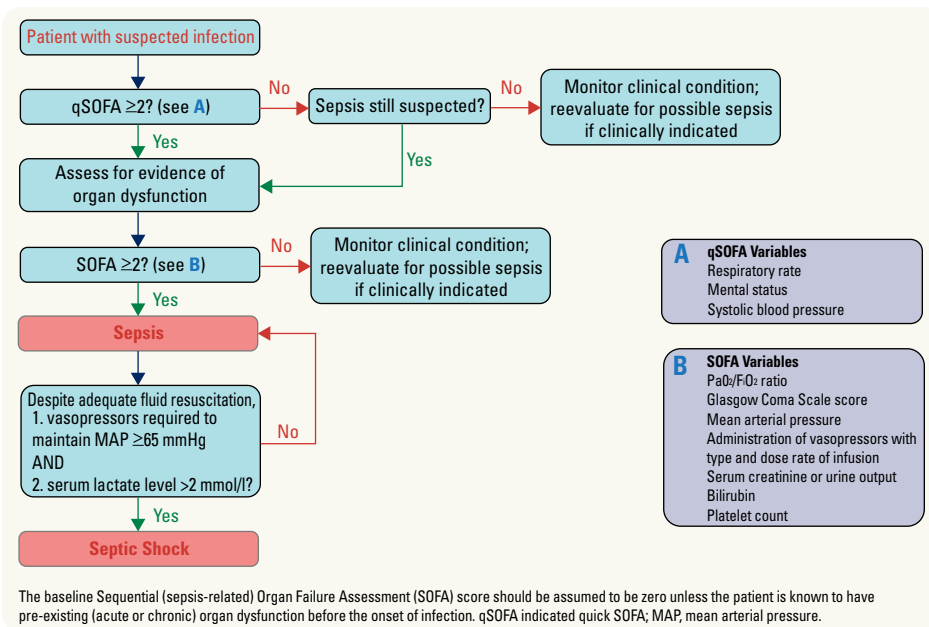 Patient with suspected infection
qSOFA ≥2? (see A)
No
Sepsis still suspected?
No
Monitor clinical condition;
reevaluate for possible sepsis
if clinically indicated
Yes
Yes
Assess for evidence of
organ dysfunction
SOFA ≥2? (see B)
No
Monitor clinical condition;
reevaluate for possible sepsis
if clinically indicated
Yes
Sepsis
Despite adequate fluid resuscitation,
1. vasopressors required to
maintain MAP ≥65 mmHg
AND
2. serum lactate level >2 mmol/l?
No
Yes
Septic Shock
A qSOFA Variables
Respiratory rate
Mental status
Systolic blood pressure
B SOFA Variables
PaO₂/FiO₂ ratio
Glasgow Coma Scale score
Mean arterial pressure
Administration of vasopressors with
type and dose rate of infusion
Serum creatinine or urine output
Bilirubin
Platelet count
The baseline Sequential (sepsis-related) Organ Failure Assessment (SOFA) score should be assumed to be zero unless the patient is known to have
pre-existing (acute or chronic) organ dysfunction before the onset of infection. qSOFA indicated quick SOFA; MAP, mean arterial pressure.